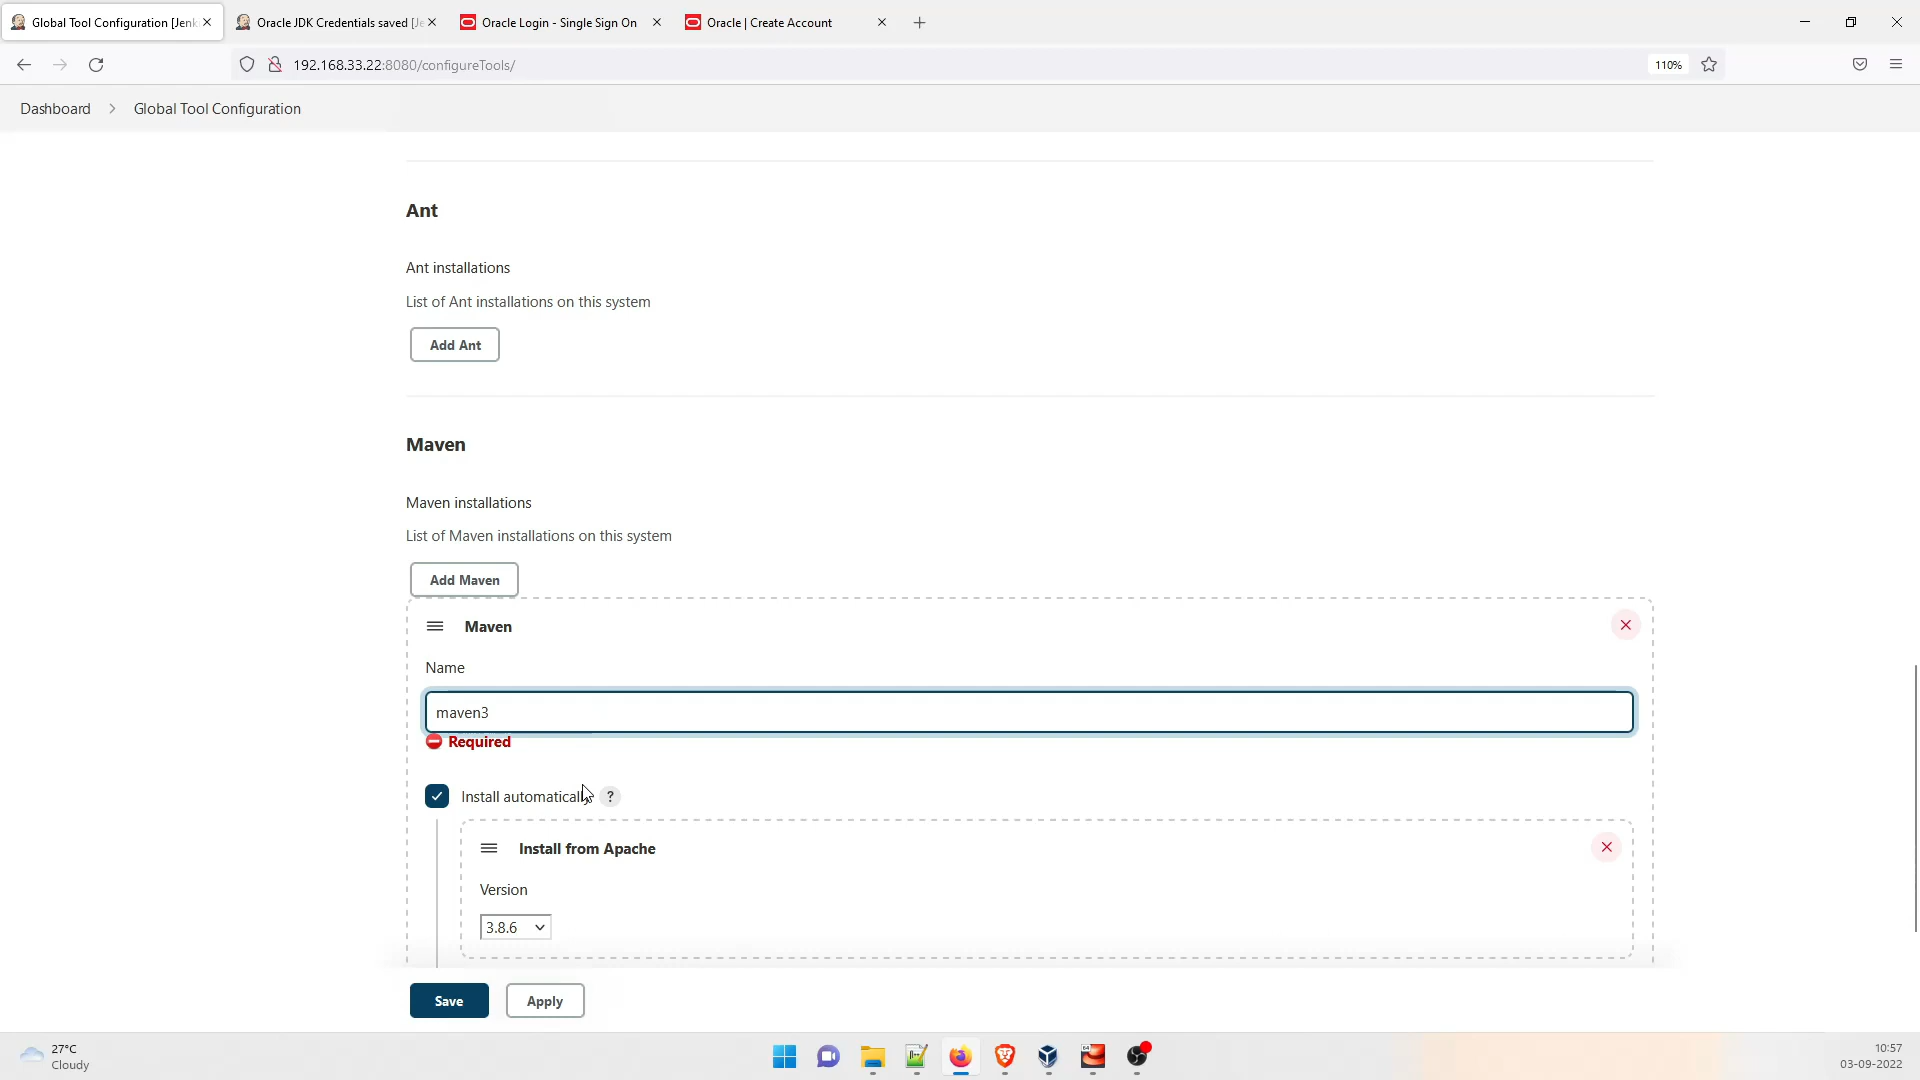 Global Tool Configuration [Jenk
Oracle JDK Credentials saved [Je
Oracle Login - Single Sign On
Oracle | Create Account
192.168.33.22:8080/configureTools/
110%
Dashboard
Global Tool Configuration
Ant
Ant installations
List of Ant installations on this system
Add Ant
Maven
Maven installations
List of Maven installations on this system
Add Maven
Maven
Name
maven3
Required
Install automatically
?
Install from Apache
Version
3.8.6
Save
Apply
27°C
Cloudy
10:57
03-09-2022